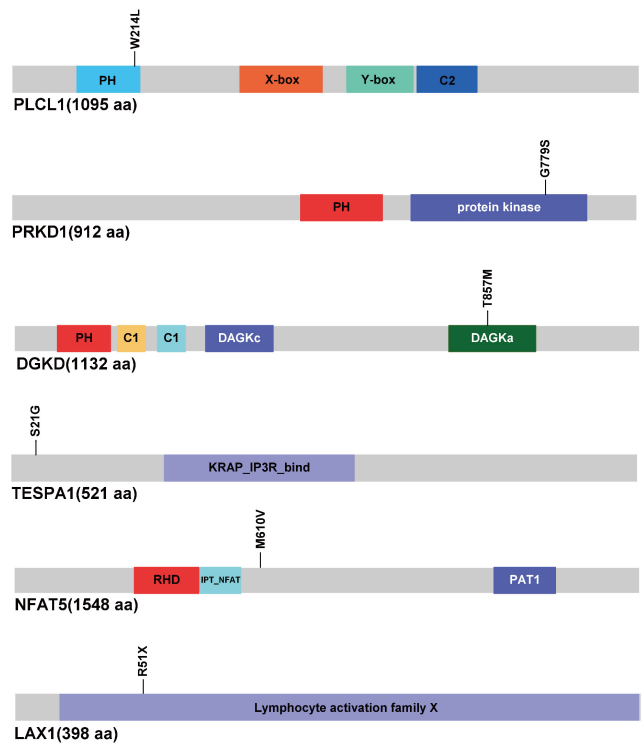 W214L
PH
X-box
Y-box
C2
PLCL1(1095 aa)
G779S
PH
protein kinase
PRKD1(912 aa)
T857M
PH
C1
C1
DAGKc
DAGKa
DGKD(1132 aa)
S21G
KRAP_IP3R_bind
TESPA1(521 aa)
M610V
RHD
IPT_NFAT
PAT1
NFAT5(1548 aa)
R51X
Lymphocyte activation family X
LAX1(398 aa)